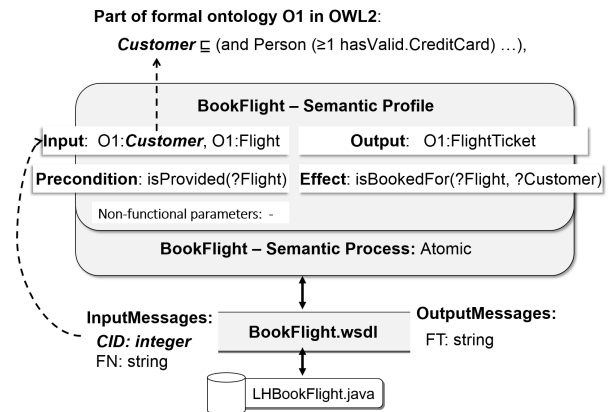 Part of formal ontology O1 in OWL2:
Customer ⊑ (and Person (≥1 hasValid.CreditCard) …),
BookFlight – Semantic Profile
Input: O1:Customer, O1:Flight
Output: O1:FlightTicket
Precondition: isProvided(?Flight)
Effect: isBookedFor(?Flight, ?Customer)
Non-functional parameters: -
BookFlight – Semantic Process: Atomic
InputMessages:
CID: integer
FN: string
BookFlight.wsdl
OutputMessages:
FT: string
LHBookFlight.java